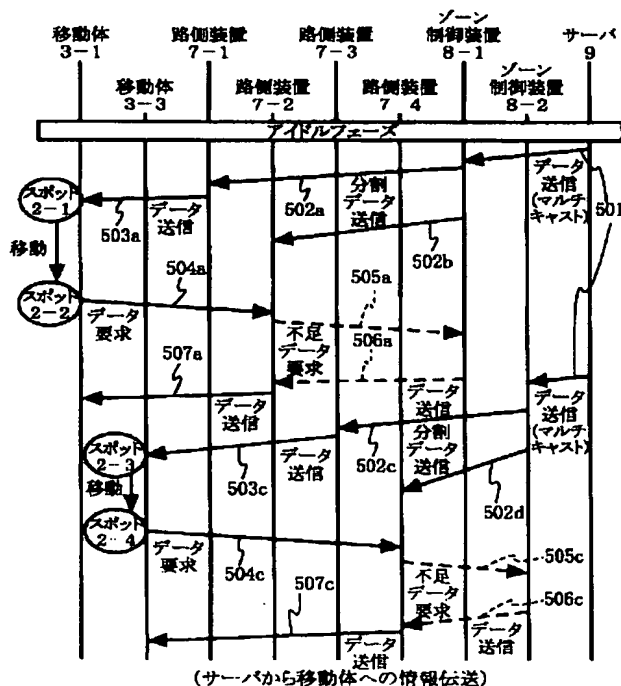 移動体
3-1
路側装置
7-1
路側装置
7-3
ゾーン
制御装置
8-1
サーバ
9
移動体
3-3
路側装置
7-2
路側装置
7-4
ゾーン
制御装置
8-2
アイドルフェーズ
スポット
2-1
503a
データ
送信
502a
分割
データ
送信
データ
送信
(マルチ
キャスト)
501
移動
502b
504a
505a
スポット
2-2
データ
要求
不足
データ
要求
506a
507a
データ
送信
データ
送信
データ
送信
(マルチ
キャスト)
分割
データ
送信
スポット
2-3
503c
データ
送信
502c
移動
502d
スポット
2-4
データ
要求
504c
505c
507c
不足
データ
要求
506c
データ
送信
データ
送信
(サーバから移動体への情報伝送)